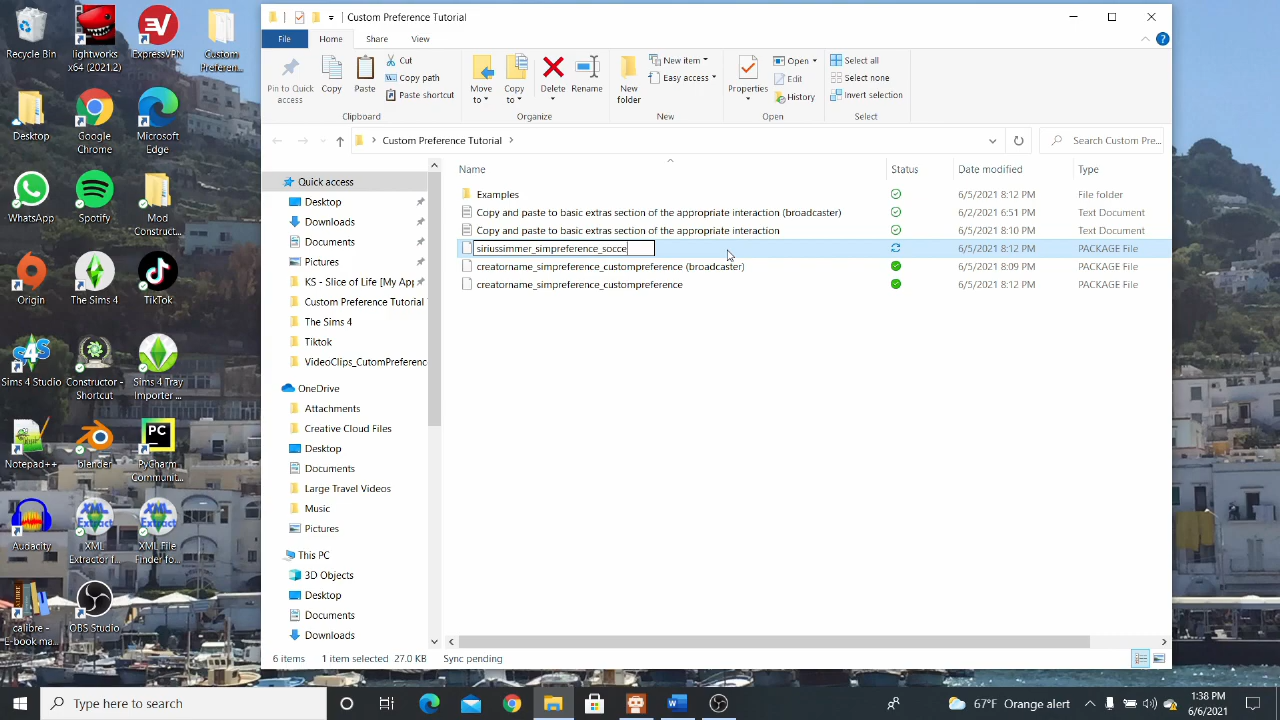 Custom Preference Tutorial
File
Home
Share
View
Pin to Quick access
Copy
Paste
Cut
Copy path
Paste shortcut
Clipboard
Move to
Copy to
Delete
Rename
Organize
New folder
New item
Easy access
New
Properties
Open
Edit
History
Open
Select all
Select none
Invert selection
Select
Custom Preference Tutorial
Search Custom Pre...
Name
Status
Date modified
Type
Examples
6/5/2021 8:12 PM
File folder
Copy and paste to basic extras section of the appropriate interaction (broadcaster)
6/2/2021 6:51 PM
Text Document
Copy and paste to basic extras section of the appropriate interaction
6/5/2021 8:10 PM
Text Document
siriussimmer_simpreference_socce
6/5/2021 8:12 PM
PACKAGE File
creatorname_simpreference_custompreference (broadcaster)
6/5/2021 8:09 PM
PACKAGE File
creatorname_simpreference_custompreference
6/5/2021 8:12 PM
PACKAGE File
Quick access
Desktop
Downloads
Documents
Pictures
KS - Slice of Life [My App
Custom Preference Tutorial
The Sims 4
Tiktok
VideoClips_CutomPreferenc
OneDrive
Attachments
Creative Cloud Files
Desktop
Documents
Large Travel Videos
Music
Pictures
This PC
3D Objects
Desktop
Documents
Downloads
6 items
1 item selected
27.0 KB
Sync pending
Recycle Bin
lightworks x64 (2021.2)
ExpressVPN
Custom Preferen...
Desktop
Google Chrome
Microsoft Edge
WhatsApp
Spotify
Mod Construc...
Origin
The Sims 4
TikTok
Sims 4 Studio
Constructor - Shortcut
Sims 4 Tray Importer ...
Notepad++
blender
PyCharm Communit...
Audacity
XML Extractor f...
XML File Finder fo...
calibre - E-book ma...
OBS Studio
Type here to search
67°F Orange alert
1:38 PM
6/6/2021